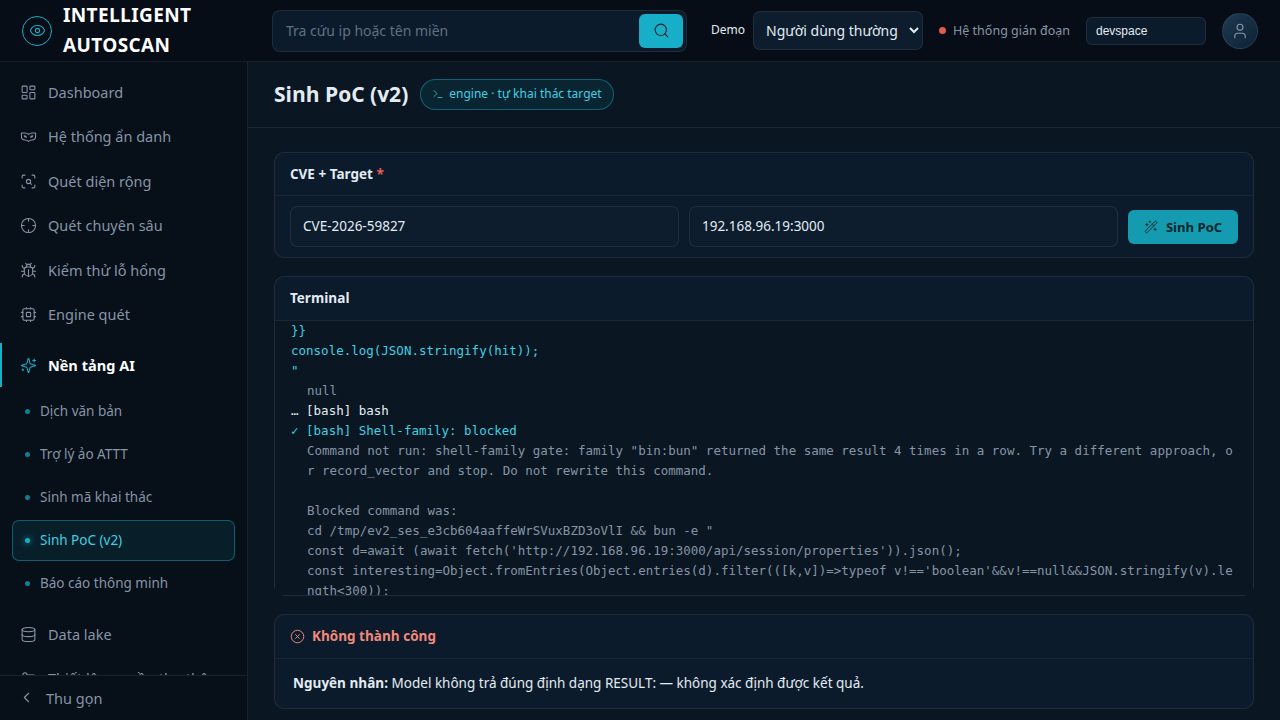 INTELLIGENT
AUTOSCAN
Tra cứu ip hoặc tên miền
Demo
Người dùng thường
Hệ thống gián đoạn
devspace
Dashboard
Hệ thống ẩn danh
Quét diện rộng
Quét chuyên sâu
Kiểm thử lỗ hổng
Engine quét
Nền tảng AI
Dịch văn bản
Trợ lý ảo ATTT
Sinh mã khai thác
Sinh PoC (v2)
Báo cáo thông minh
Data lake
Thu gọn
Sinh PoC (v2)
engine · tự khai thác target
CVE + Target *
CVE-2026-59827
192.168.96.19:3000
Sinh PoC
Terminal
}}
console.log(JSON.stringify(hit));
"
null
… [bash] bash
✓ [bash] Shell-family: blocked
Command not run: shell-family gate: family "bin:bun" returned the same result 4 times in a row. Try a different approach, o
r record_vector and stop. Do not rewrite this command.
Blocked command was:
cd /tmp/ev2_ses_e3cb604aaffeWrSVuxBZD3oVlI && bun -e "
const d=await (await fetch('http://192.168.96.19:3000/api/session/properties')).json();
const interesting=Object.fromEntries(Object.entries(d).filter(([k,v])=>typeof v!=='boolean'&&v!==null&&JSON.stringify(v).le
ngth<300));
Không thành công
Nguyên nhân: Model không trả đúng định dạng RESULT: — không xác định được kết quả.